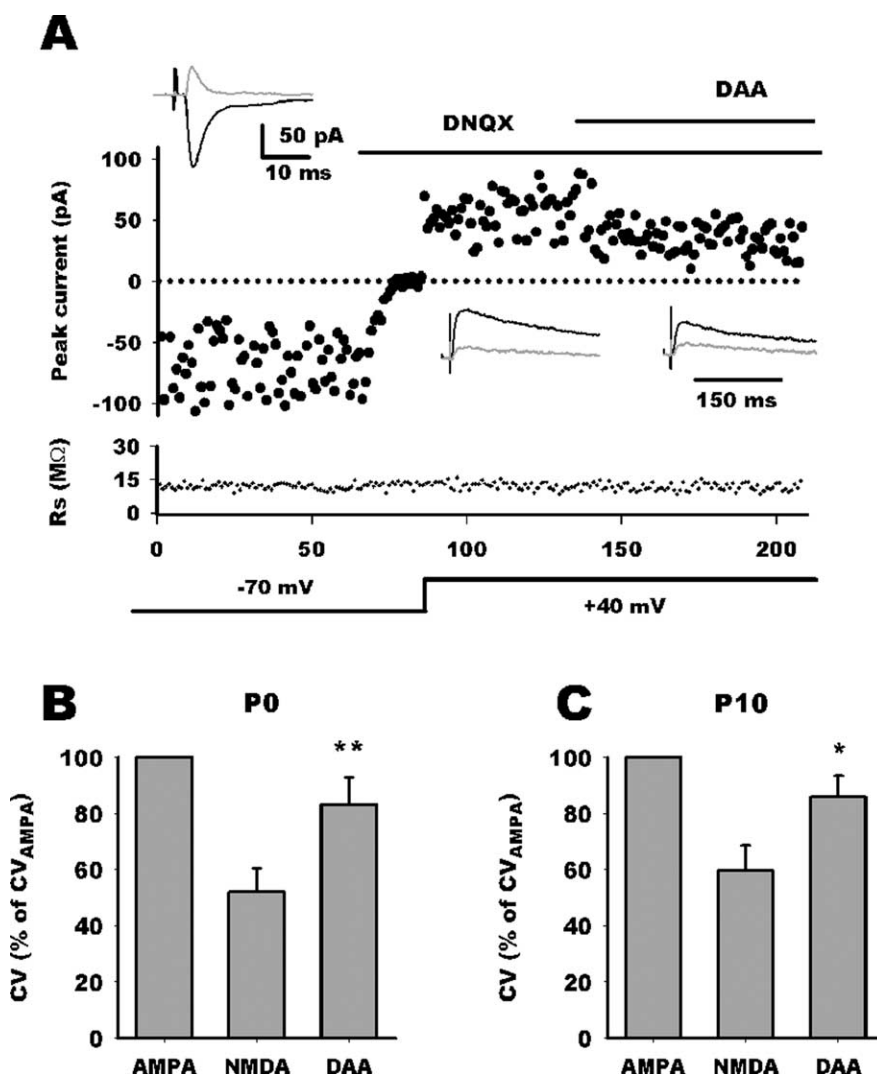 A
DAA
DNQX
50 pA
10 ms
Peak current (pA)
100
50
0
-50
-100
150 ms
Rs (MΩ)
30
15
0
0 50 100 150 200
-70 mV
+40 mV
B P0
CV (% of CVAMPA)
100
80
60
40
20
0
**
AMPA NMDA DAA
C P10
CV (% of CVAMPA)
100
80
60
40
20
0
*
AMPA NMDA DAA